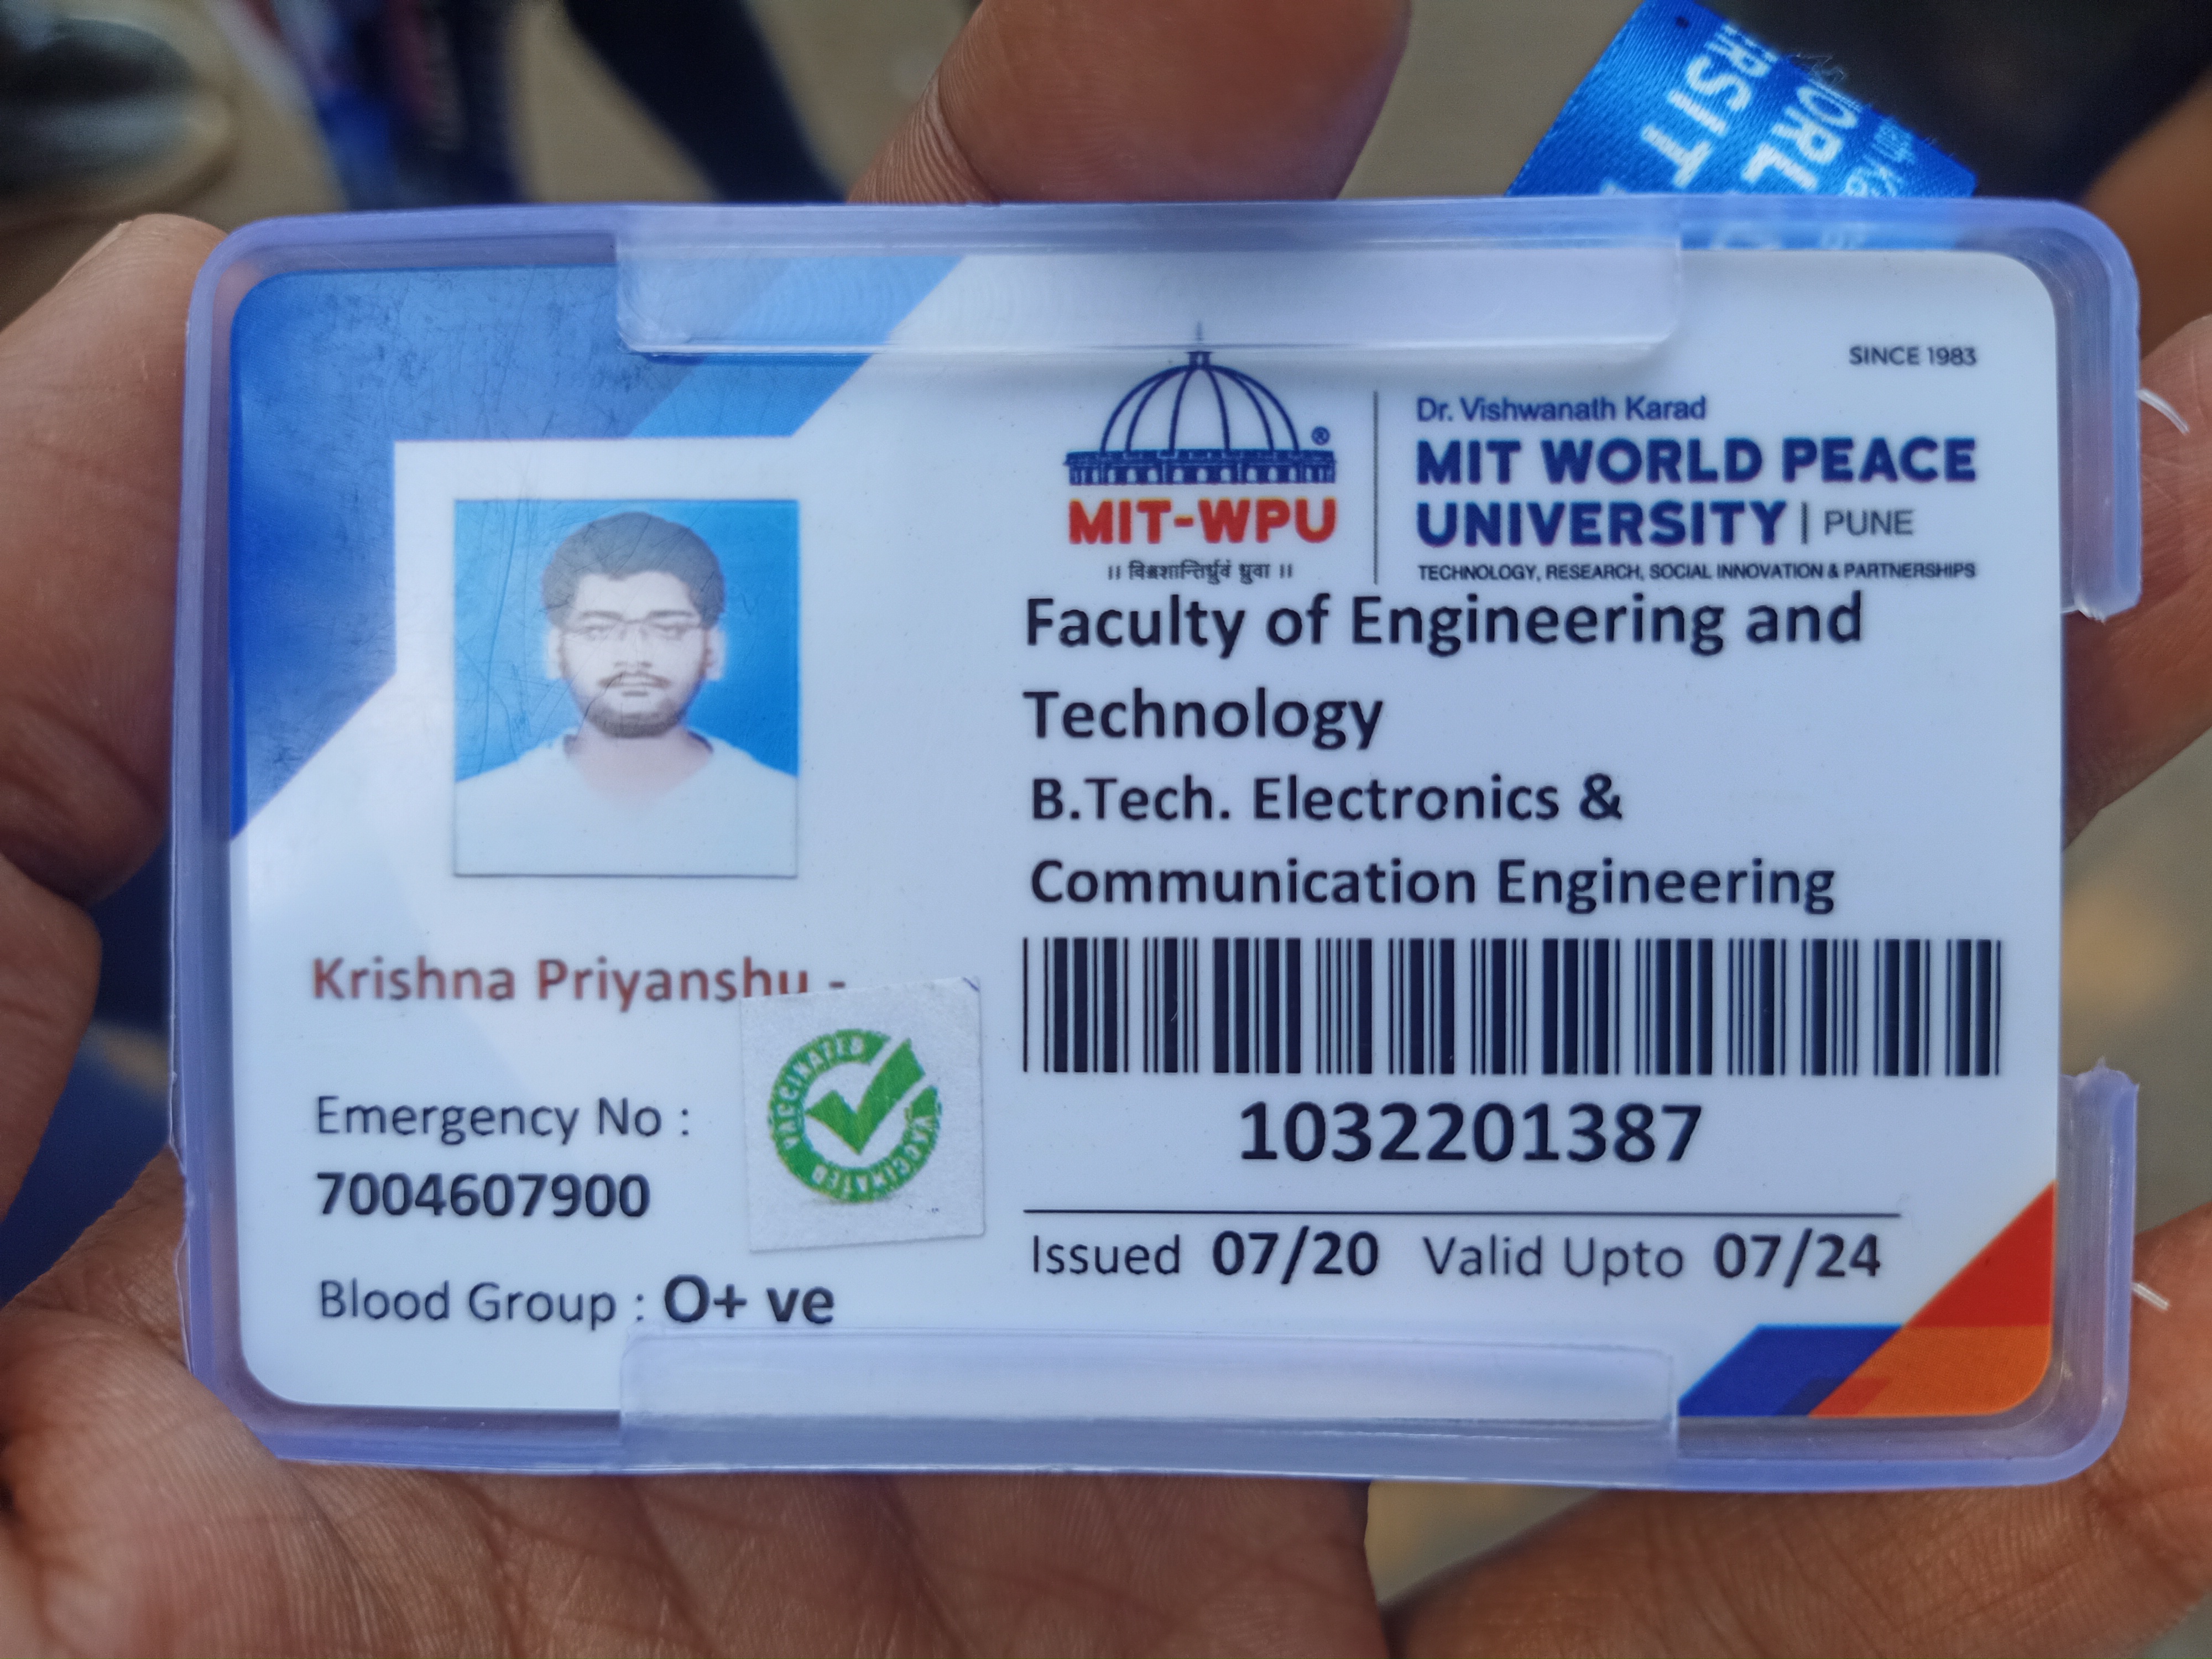 SINCE 1983
Dr. Vishwanath Karad
MIT WORLD PEACE
UNIVERSITY | PUNE
TECHNOLOGY, RESEARCH, SOCIAL INNOVATION & PARTNERSHIPS
MIT-WPU
®
॥ विश्वशान्तिर्ध्रुवं ध्रुवा ॥
Faculty of Engineering and
Technology
B.Tech. Electronics &
Communication Engineering
1032201387
Issued 07/20 Valid Upto 07/24
Krishna Priyanshu -
Emergency No :
7004607900
Blood Group : O+ ve
VACCINATED
VACCINATED
VACCINATED